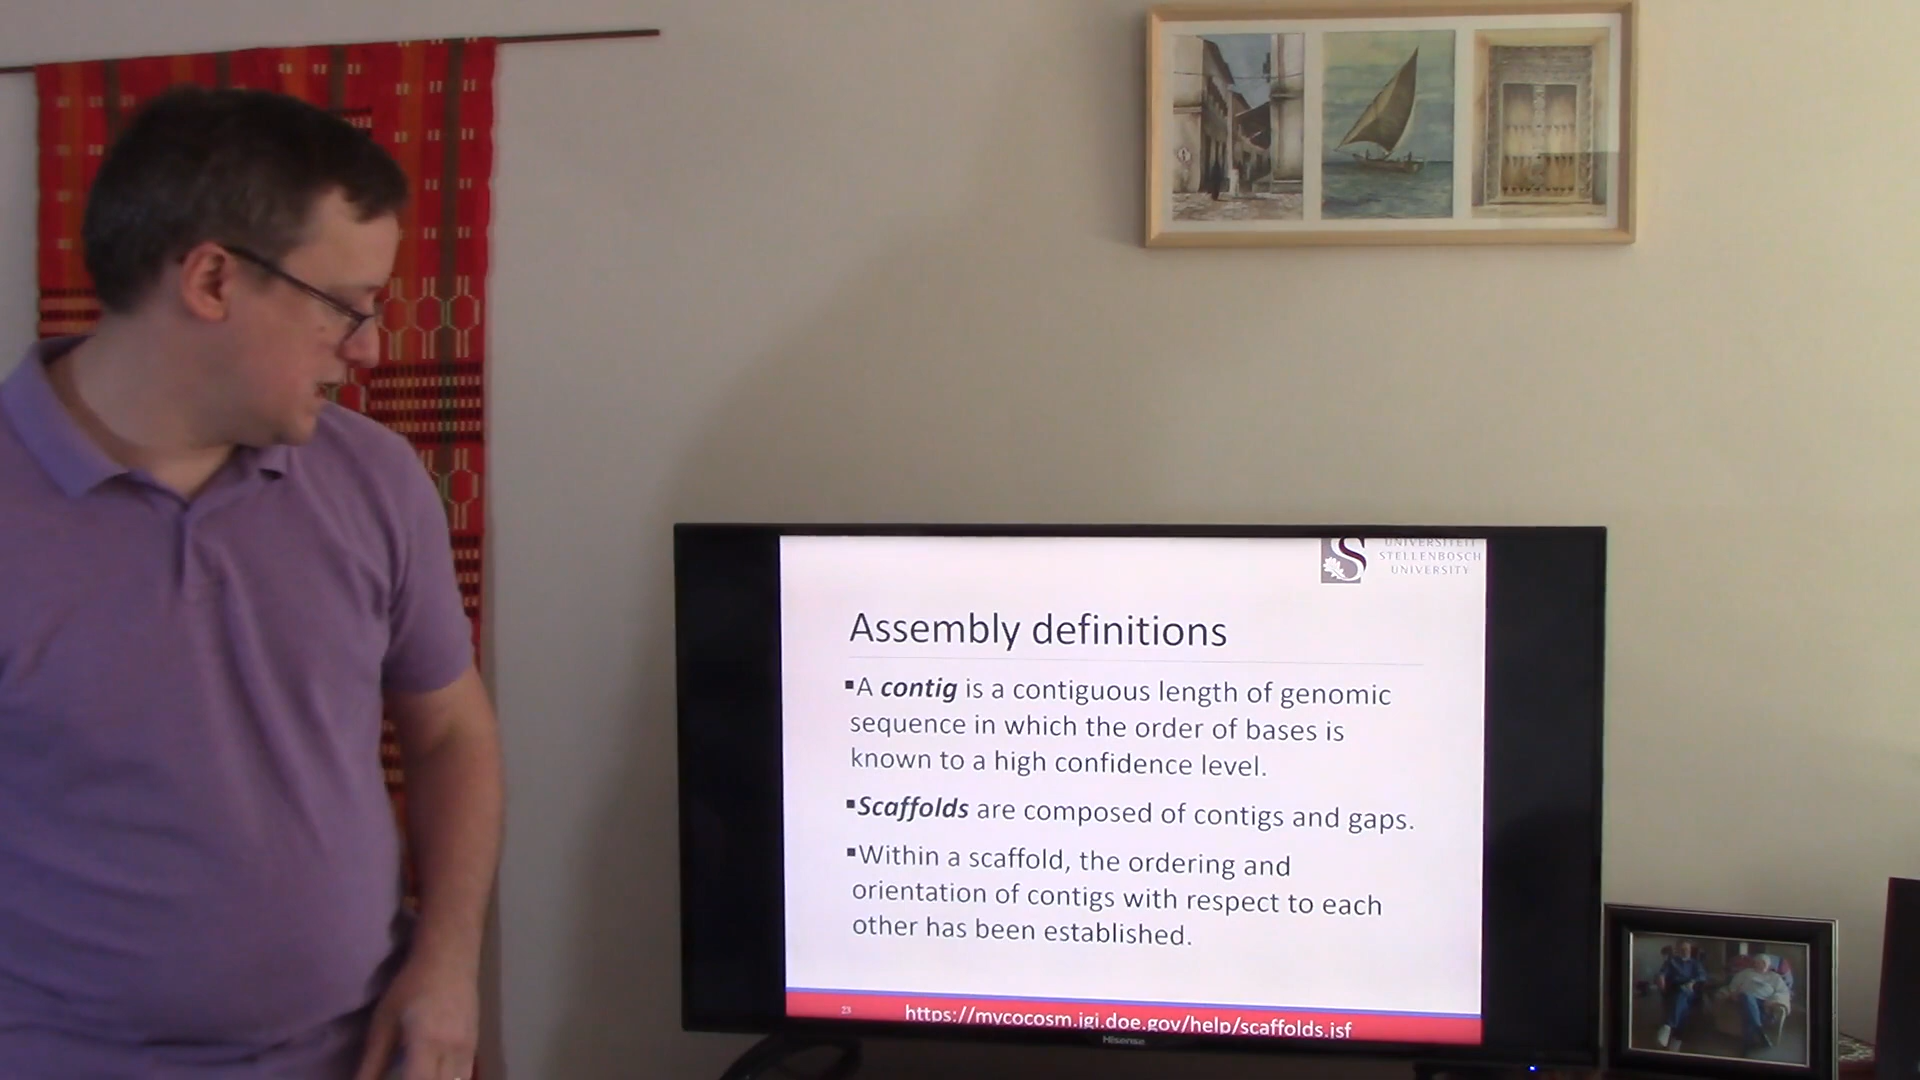 UNIVERSITEIT
STELLENBOSCH
UNIVERSITY
Assembly definitions
▪A contig is a contiguous length of genomic
sequence in which the order of bases is
known to a high confidence level.
▪Scaffolds are composed of contigs and gaps.
▪Within a scaffold, the ordering and
orientation of contigs with respect to each
other has been established.
23
https://mycocosm.jgi.doe.gov/help/scaffolds.jsf
Hisense